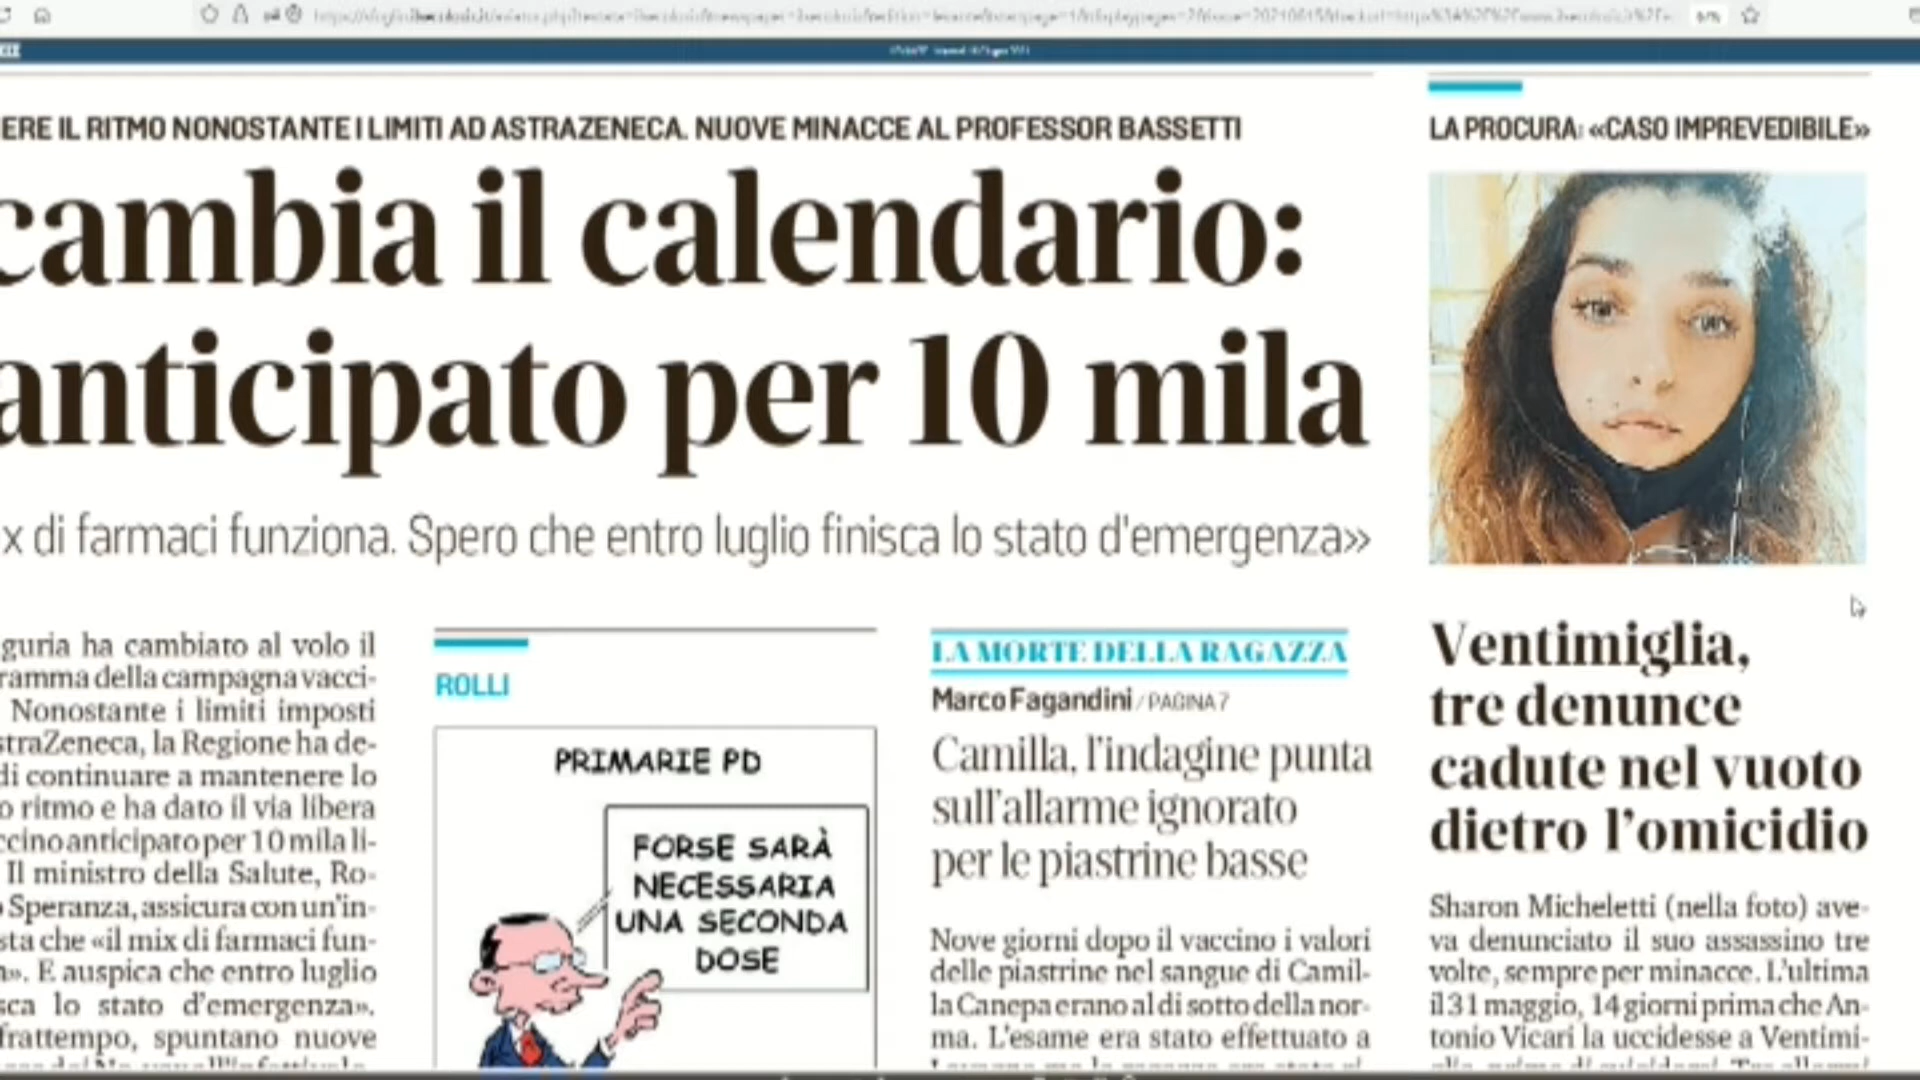 ERE IL RITMO NONOSTANTE I LIMITI AD ASTRAZENECA. NUOVE MINACCE AL PROFESSOR BASSETTI
cambia il calendario:
anticipato per 10 mila
x di farmaci funziona. Spero che entro luglio finisca lo stato d'emergenza»
guria ha cambiato al volo il
ramma della campagna vacci-
Nonostante i limiti imposti
straZeneca, la Regione ha de-
di continuare a mantenere lo
o ritmo e ha dato il via libera
ccino anticipato per 10 mila li-
Il ministro della Salute, Ro-
Speranza, assicura con un'in-
sta che «il mix di farmaci fun-
a». E auspica che entro luglio
sca lo stato d'emergenza».
frattempo, spuntano nuove
ROLLI
PRIMARIE PD
FORSE SARÀ
NECESSARIA
UNA SECONDA
DOSE
LA MORTE DELLA RAGAZZA
Marco Fagandini / PAGINA 7
Camilla, l'indagine punta
sull'allarme ignorato
per le piastrine basse
Nove giorni dopo il vaccino i valori
delle piastrine nel sangue di Camil-
la Canepa erano al di sotto della nor-
ma. L'esame era stato effettuato a
LA PROCURA: «CASO IMPREVEDIBILE»
Ventimiglia,
tre denunce
cadute nel vuoto
dietro l'omicidio
Sharon Micheletti (nella foto) ave-
va denunciato il suo assassino tre
volte, sempre per minacce. L'ultima
il 31 maggio, 14 giorni prima che An-
tonio Vicari la uccidesse a Ventimi-